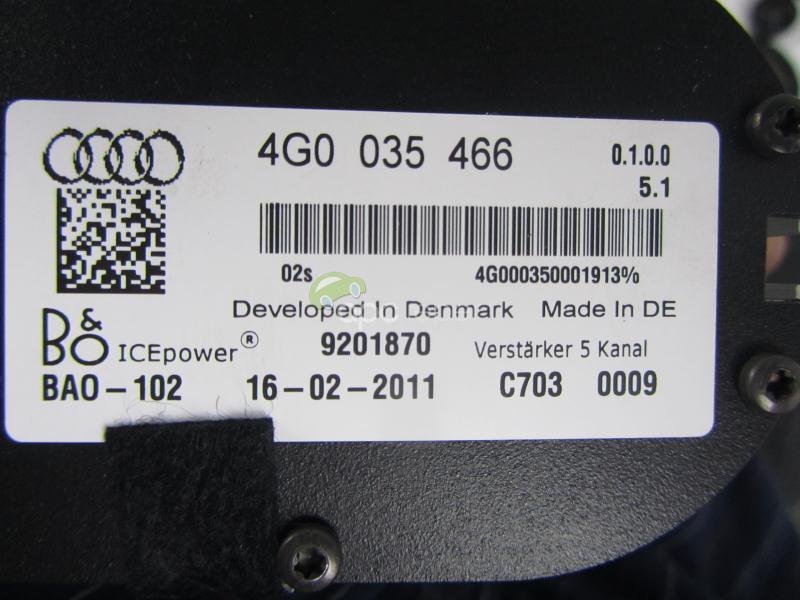 4G0 035 466 0.1.0.0
5.1
02s 4G000350001913%
Developed In Denmark Made In DE
B&O ICEpower® 9201870 Verstärker 5 Kanal
BAO-102 16-02-2011 C703 0009